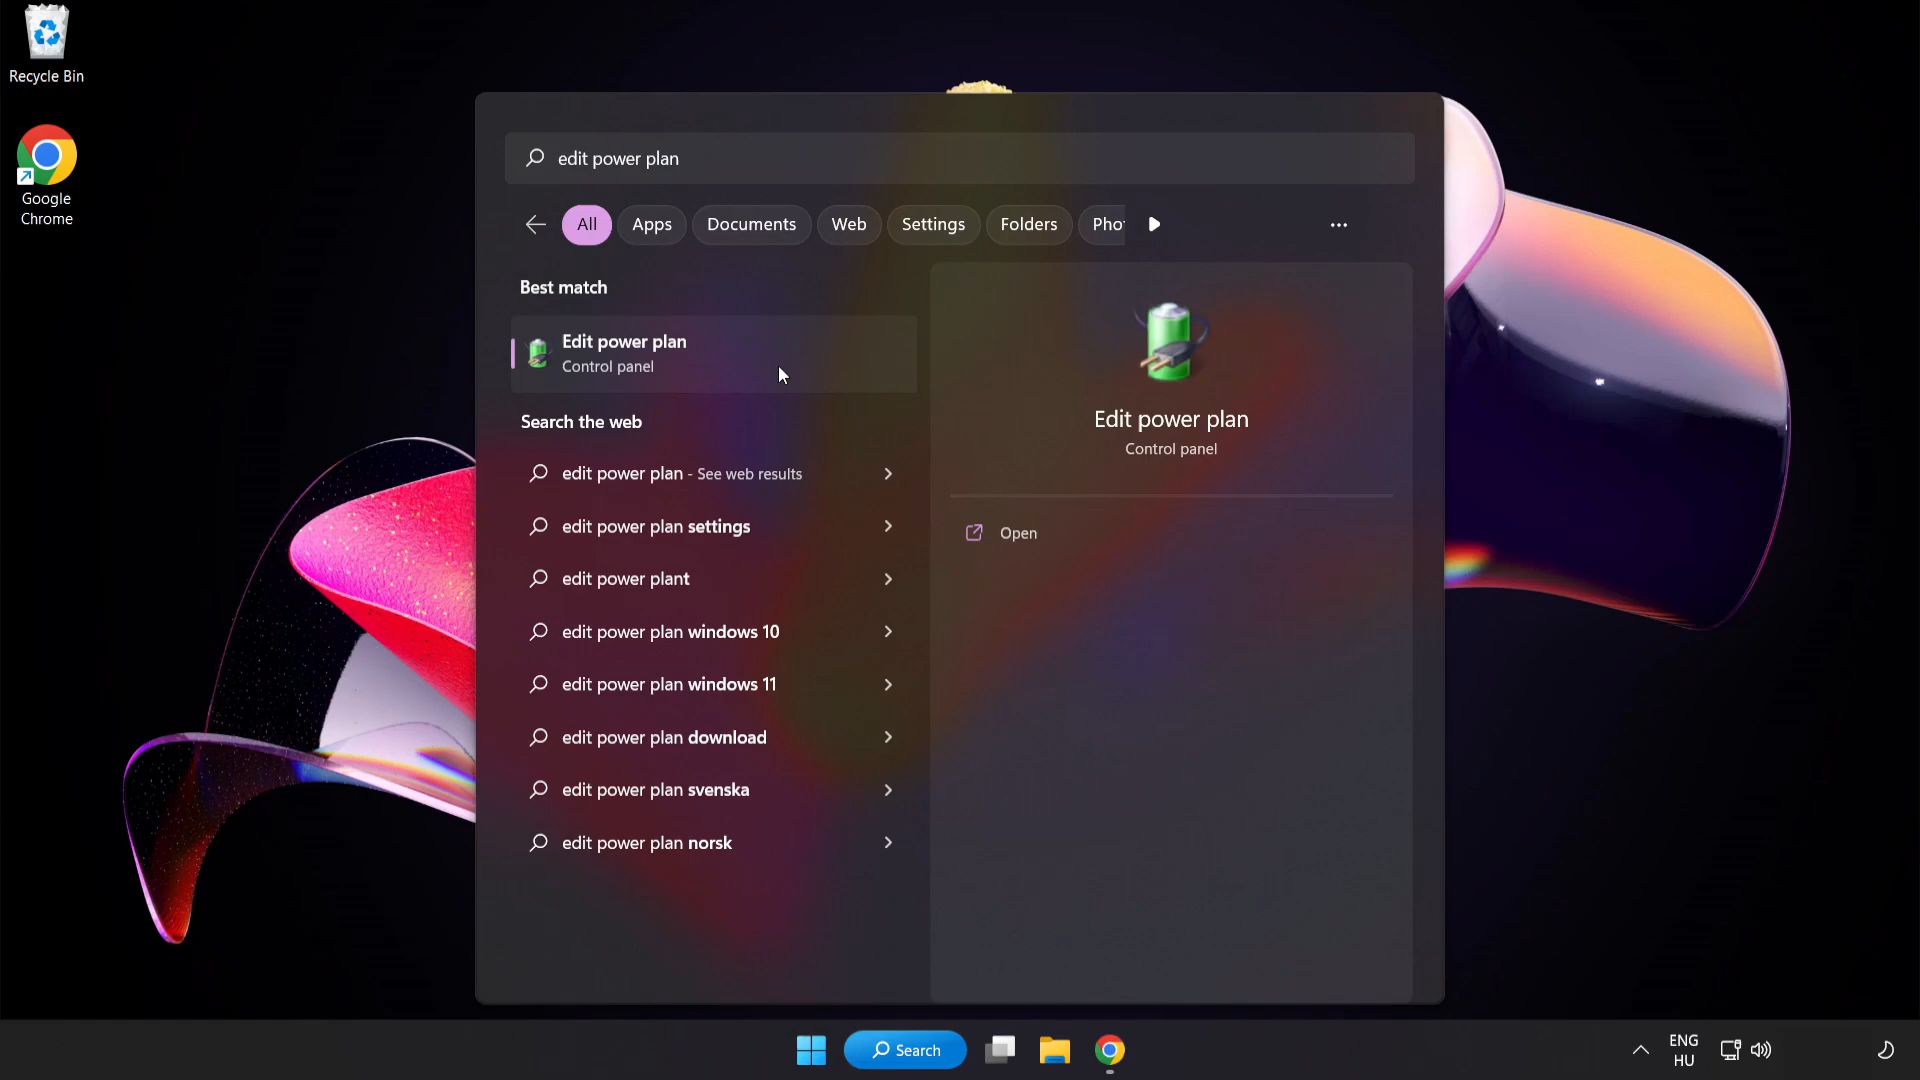 Recycle Bin
Google
Chrome
edit power plan
All
Apps
Documents
Web
Settings
Folders
Pho
Best match
Edit power plan
Control panel
Search the web
edit power plan - See web results
edit power plan settings
edit power plant
edit power plan windows 10
edit power plan windows 11
edit power plan download
edit power plan svenska
edit power plan norsk
Edit power plan
Control panel
Open
Search
ENG
HU